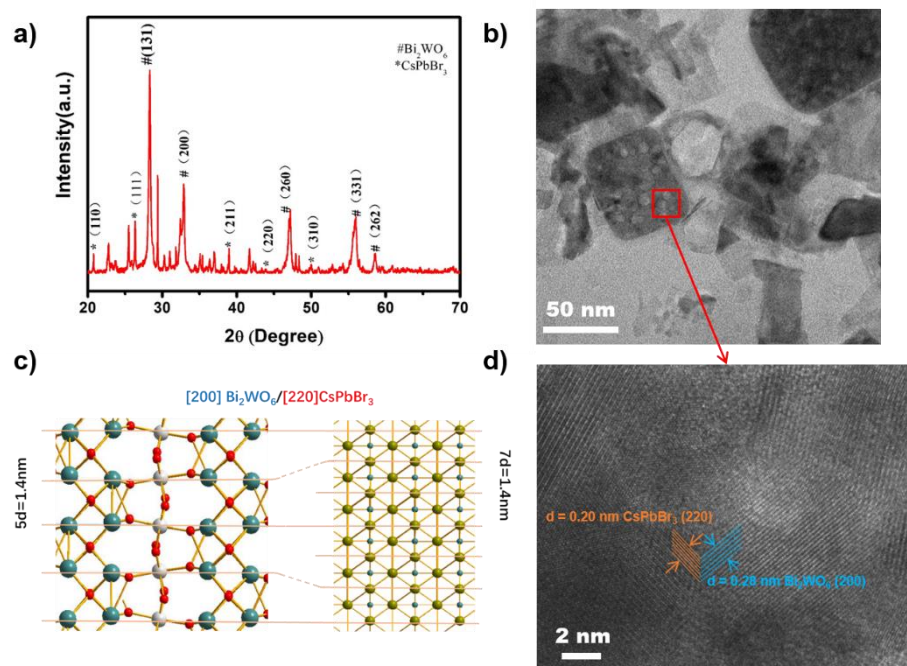 a)
#Bi₂WO₆
*CsPbBr₃
#(131)
*（110）
*（111）
#（200）
*（211）
*（220）
#（260）
*（310）
#（331）
#（262）
Intensity(a.u.)
20 30 40 50 60 70
2θ (Degree)
b)
50 nm
c)
[200] Bi₂WO₆/[220]CsPbBr₃
5d=1.4nm
7d=1.4nm
d)
d = 0.20 nm CsPbBr₃ (220)
d = 0.28 nm Bi₂WO₆ (200)
2 nm